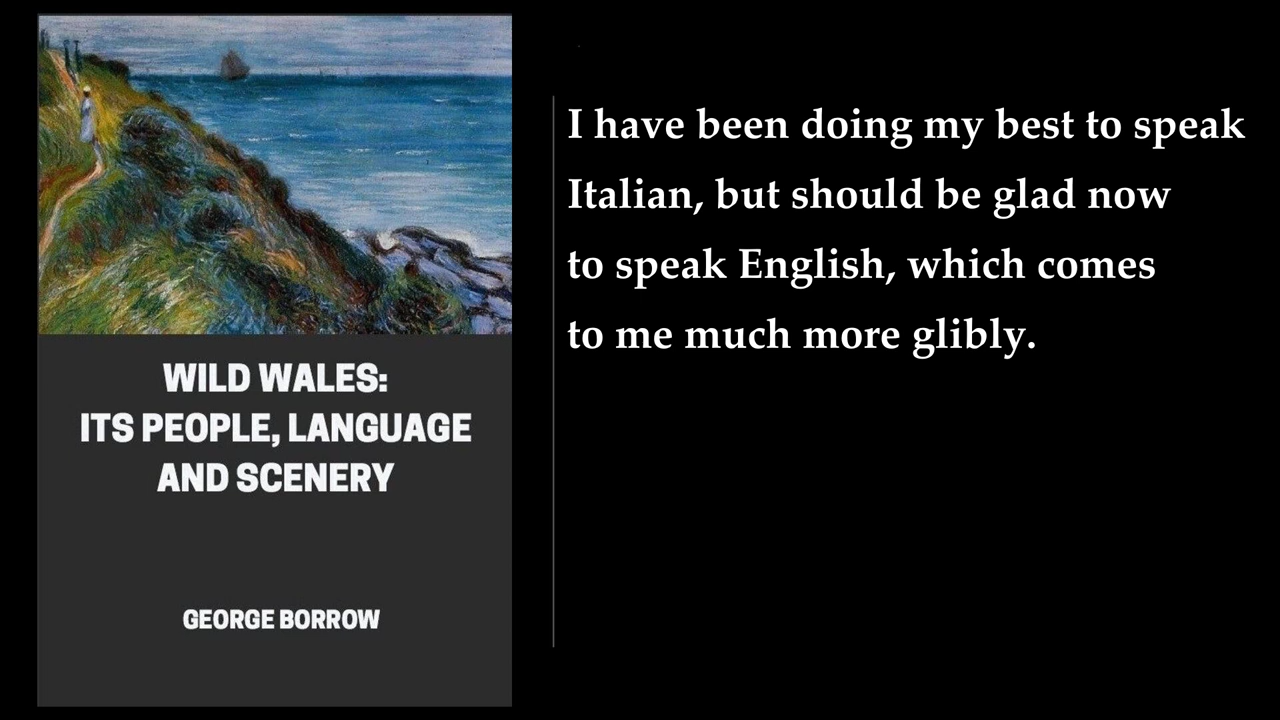 WILD WALES:
ITS PEOPLE, LANGUAGE
AND SCENERY
GEORGE BORROW
I have been doing my best to speak
Italian, but should be glad now
to speak English, which comes
to me much more glibly.